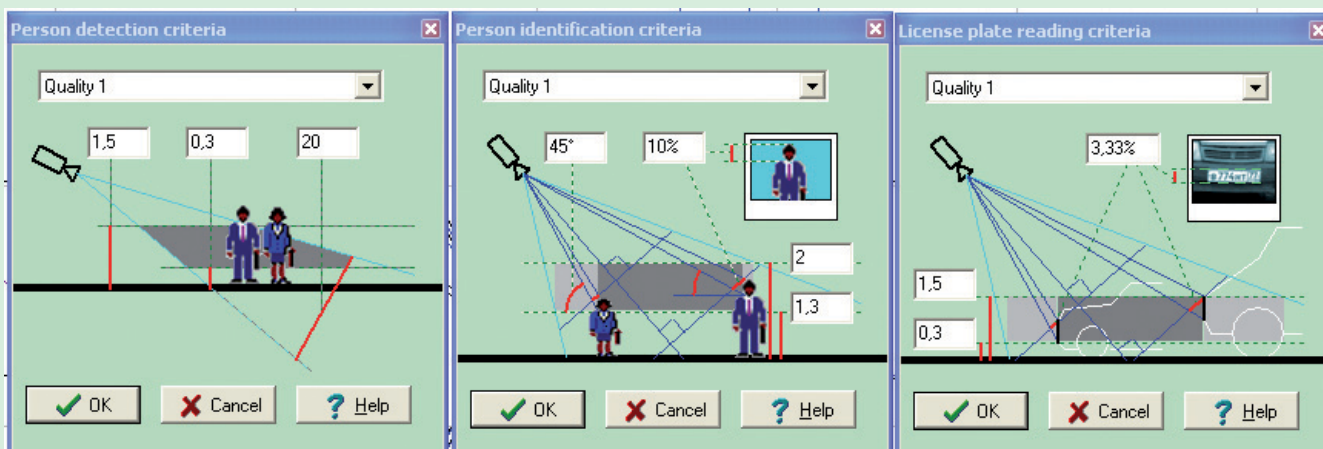 Person detection criteria
Quality 1
1,5
0,3
20
OK
Cancel
Help
Person identification criteria
Quality 1
45°
10%
2
1,3
OK
Cancel
Help
License plate reading criteria
Quality 1
3,33%
1,5
0,3
OK
Cancel
Help